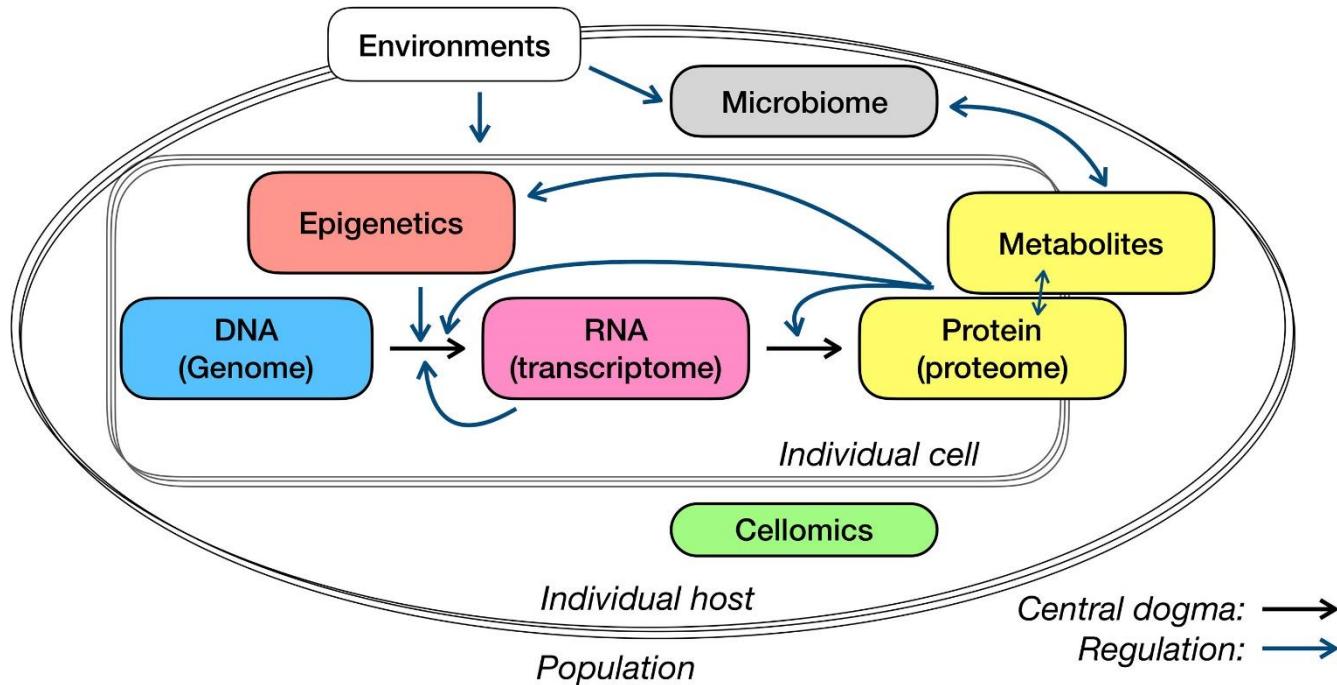 Environments
Microbiome
Epigenetics
Metabolites
DNA
(Genome)
RNA
(transcriptome)
Protein
(proteome)
Individual cell
Cellomics
Individual host
Population
Central dogma:
Regulation: